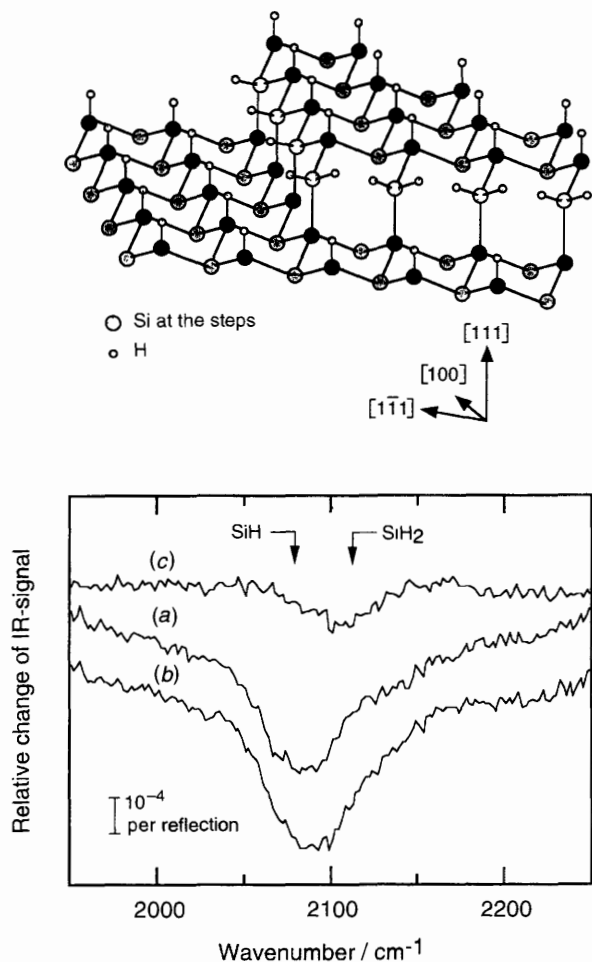 Si at the steps
H
[111]
[100]
[11̄1]
SiH
SiH2
(c)
(a)
(b)
10⁻⁴
per reflection
Relative change of IR-signal
2000
2100
2200
Wavenumber / cm⁻¹